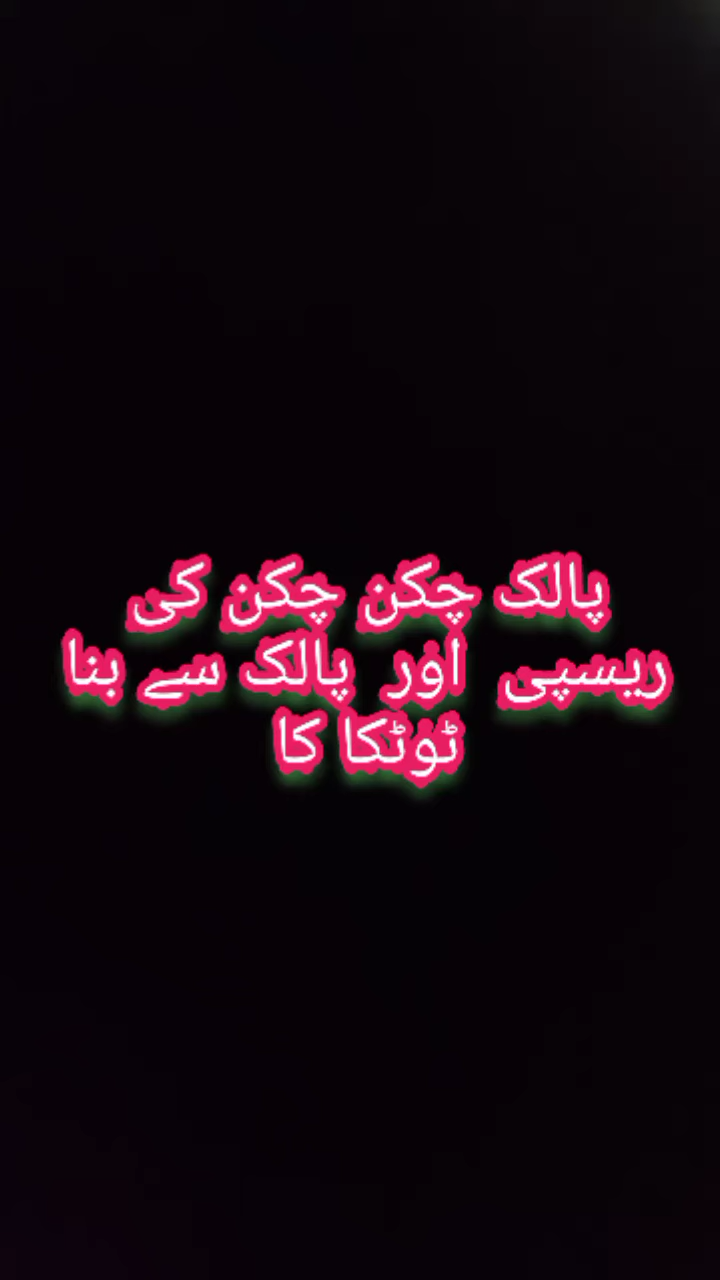 پالک چکن چکن کی
ریسپی اور پالک سے بنا
ٹوٹکا کا